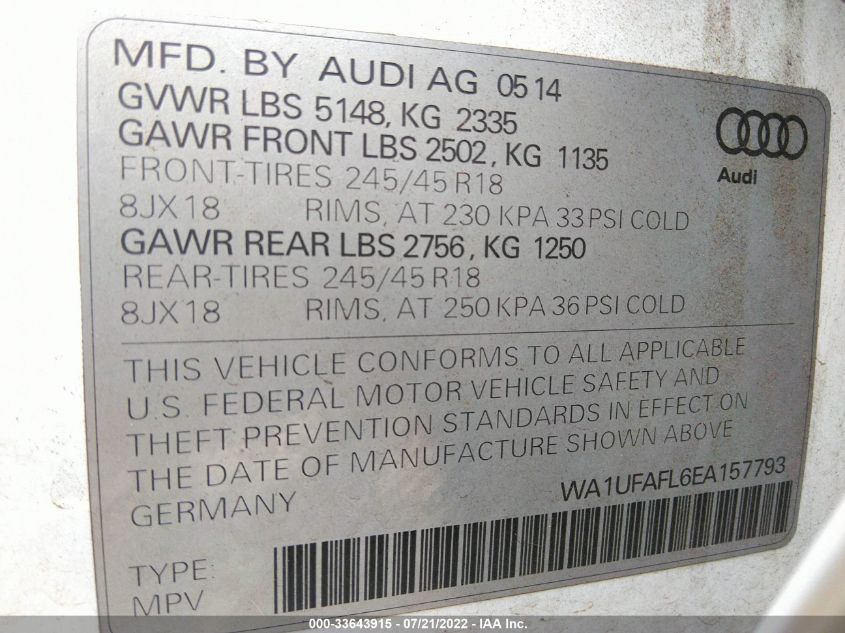 MFD. BY AUDI AG 0514
GVWR LBS 5148, KG 2335
GAWR FRONT LBS 2502, KG 1135
FRONT-TIRES 245/45 R18
8JX18 RIMS, AT 230 KPA 33 PSI COLD
GAWR REAR LBS 2756, KG 1250
REAR-TIRES 245/45 R18
8JX18 RIMS, AT 250 KPA 36 PSI COLD
Audi
THIS VEHICLE CONFORMS TO ALL APPLICABLE
U.S. FEDERAL MOTOR VEHICLE SAFETY AND
THEFT PREVENTION STANDARDS IN EFFECT ON
THE DATE OF MANUFACTURE SHOWN ABOVE
GERMANY
WA1UFAFL6EA157793
TYPE:
MPV
000-33643915 - 07/21/2022 - IAA Inc.